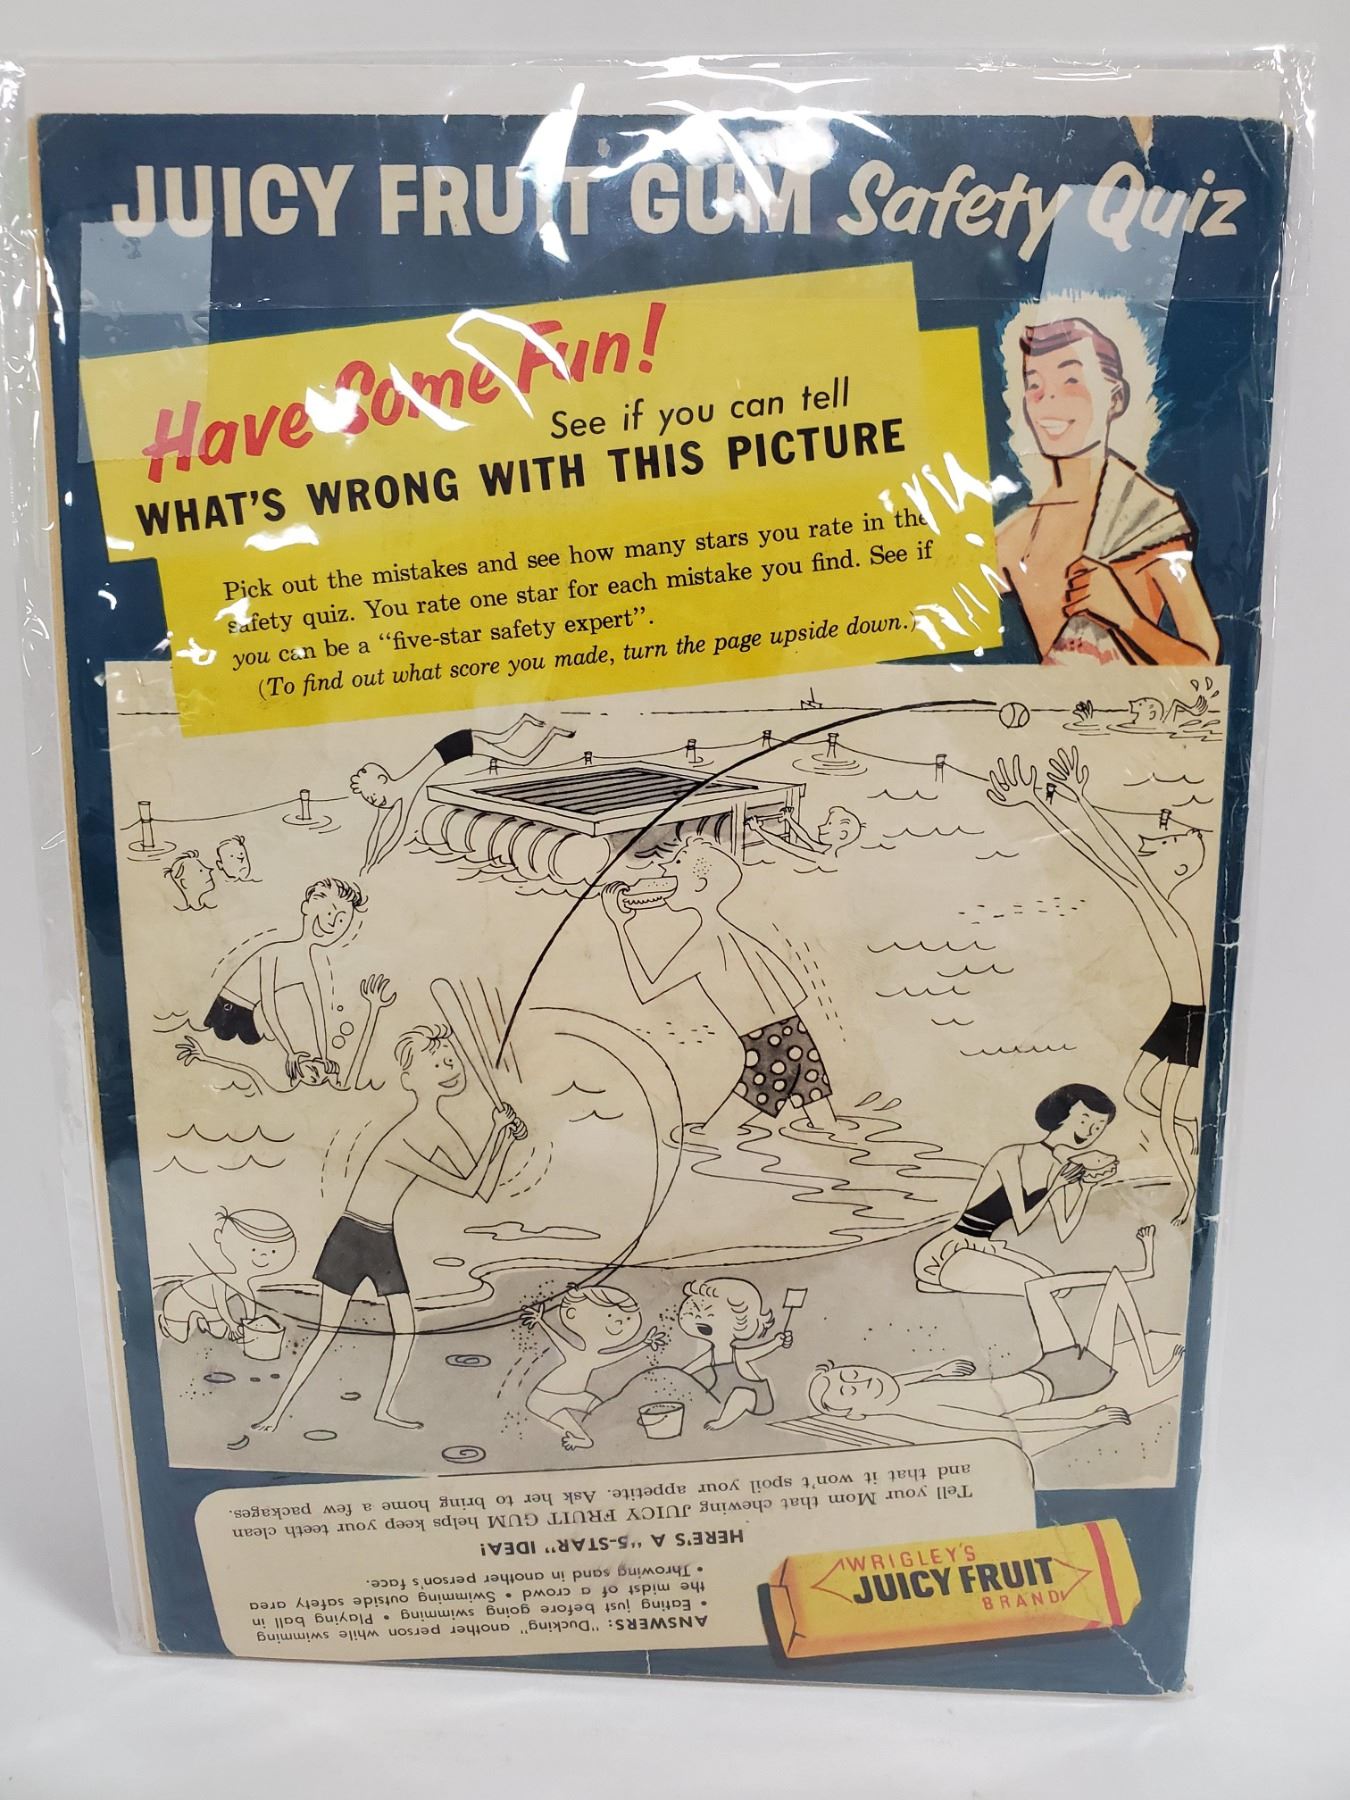 JUICY FRUIT GUM Safety Quiz
Have Some Fun!
See if you can tell
WHAT'S WRONG WITH THIS PICTURE
Pick out the mistakes and see how many stars you rate in the
safety quiz. You rate one star for each mistake you find. See if
you can be a “five-star safety expert”.
(To find out what score you made, turn the page upside down.)
WRIGLEY'S
JUICY FRUIT
BRAND
ANSWERS: "Ducking" another person while swimming
• Eating just before going swimming • Playing ball in
the midst of a crowd • Swimming outside safety area
• Throwing sand in another person's face.
HERE'S A "5-STAR" IDEA!
Tell your Mom that chewing JUICY FRUIT GUM helps keep your teeth clean
and that it won't spoil your appetite. Ask her to bring home a few packages.